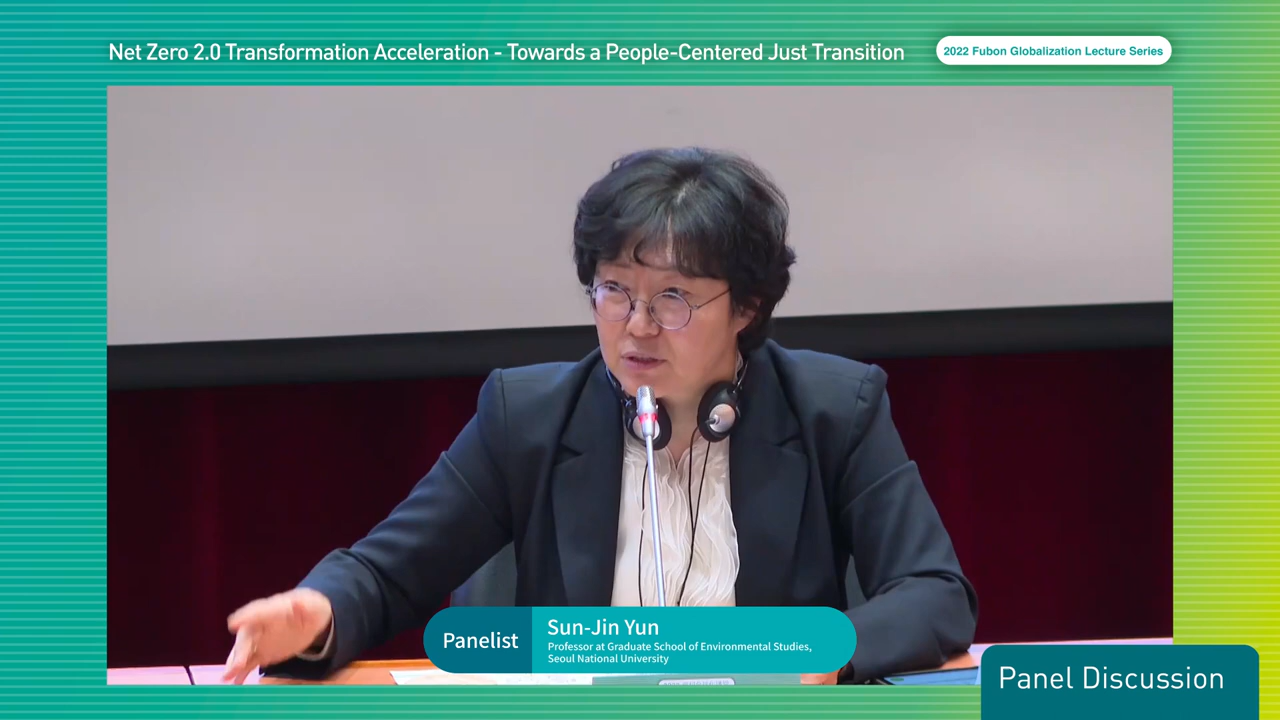 Net Zero 2.0 Transformation Acceleration - Towards a People-Centered Just Transition
2022 Fubon Globalization Lecture Series
Panelist
Sun-Jin Yun
Professor at Graduate School of Environmental Studies,
Seoul National University
Panel Discussion